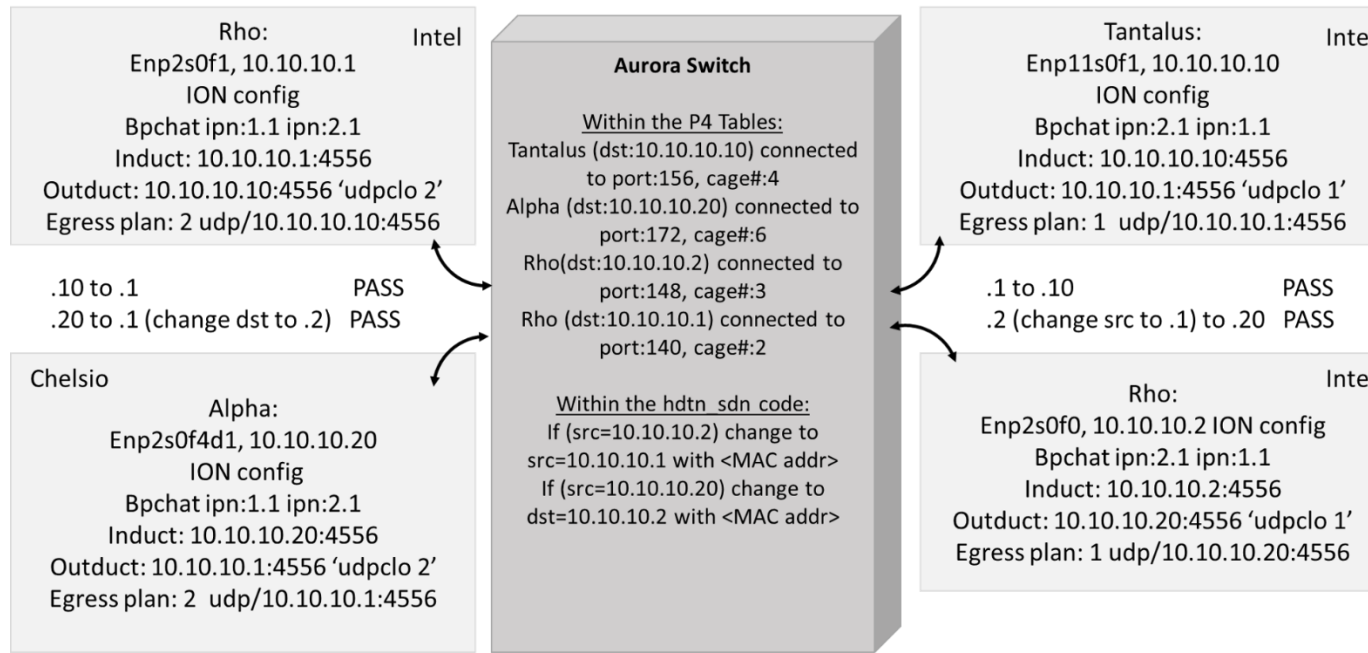 Rho:
Intel
Enp2s0f1, 10.10.10.1
ION config
Bpchat ipn:1.1 ipn:2.1
Induct: 10.10.10.1:4556
Outduct: 10.10.10.10:4556 ‘udpclo 2’
Egress plan: 2 udp/10.10.10.10:4556
.10 to .1 PASS
.20 to .1 (change dst to .2) PASS
Chelsio
Alpha:
Enp2s0f4d1, 10.10.10.20
ION config
Bpchat ipn:1.1 ipn:2.1
Induct: 10.10.10.20:4556
Outduct: 10.10.10.1:4556 ‘udpclo 2’
Egress plan: 2 udp/10.10.10.1:4556
Aurora Switch
Within the P4 Tables:
Tantalus (dst:10.10.10.10) connected
to port:156, cage#:4
Alpha (dst:10.10.10.20) connected to
port:172, cage#:6
Rho(dst:10.10.10.2) connected to
port:148, cage#:3
Rho (dst:10.10.10.1) connected to
port:140, cage#:2
Within the hdtn_sdn code:
If (src=10.10.10.2) change to
src=10.10.10.1 with <MAC addr>
If (src=10.10.10.20) change to
dst=10.10.10.2 with <MAC addr>
Tantalus:
Inte
Enp11s0f1, 10.10.10.10
ION config
Bpchat ipn:2.1 ipn:1.1
Induct: 10.10.10.10:4556
Outduct: 10.10.10.1:4556 ‘udpclo 1’
Egress plan: 1 udp/10.10.10.1:4556
.1 to .10 PASS
.2 (change src to .1) to .20 PASS
Inte
Rho:
Enp2s0f0, 10.10.10.2 ION config
Bpchat ipn:2.1 ipn:1.1
Induct: 10.10.10.2:4556
Outduct: 10.10.10.20:4556 ‘udpclo 1’
Egress plan: 1 udp/10.10.10.20:4556